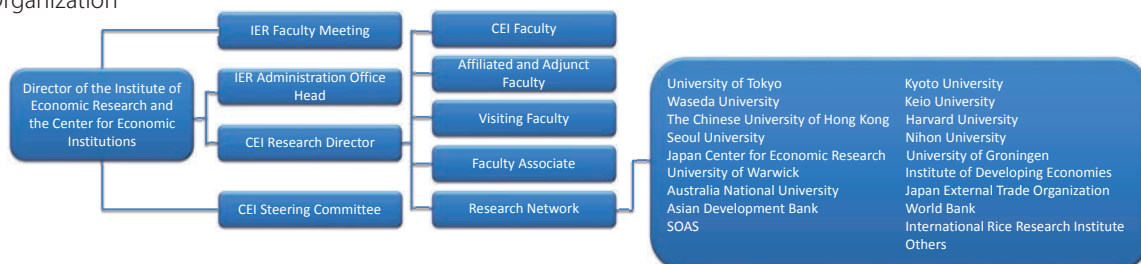 Organization
IER Faculty Meeting
Director of the Institute of
Economic Research and
the Center for Economic
Institutions
IER Administration Office
Head
CEI Research Director
CEI Steering Committee
CEI Faculty
Affiliated and Adjunct
Faculty
Visiting Faculty
Faculty Associate
Research Network
University of Tokyo
Waseda University
The Chinese University of Hong Kong
Seoul University
Japan Center for Economic Research
University of Warwick
Australia National University
Asian Development Bank
SOAS
Kyoto University
Keio University
Harvard University
Nihon University
University of Groningen
Institute of Developing Economies
Japan External Trade Organization
World Bank
International Rice Research Institute
Others